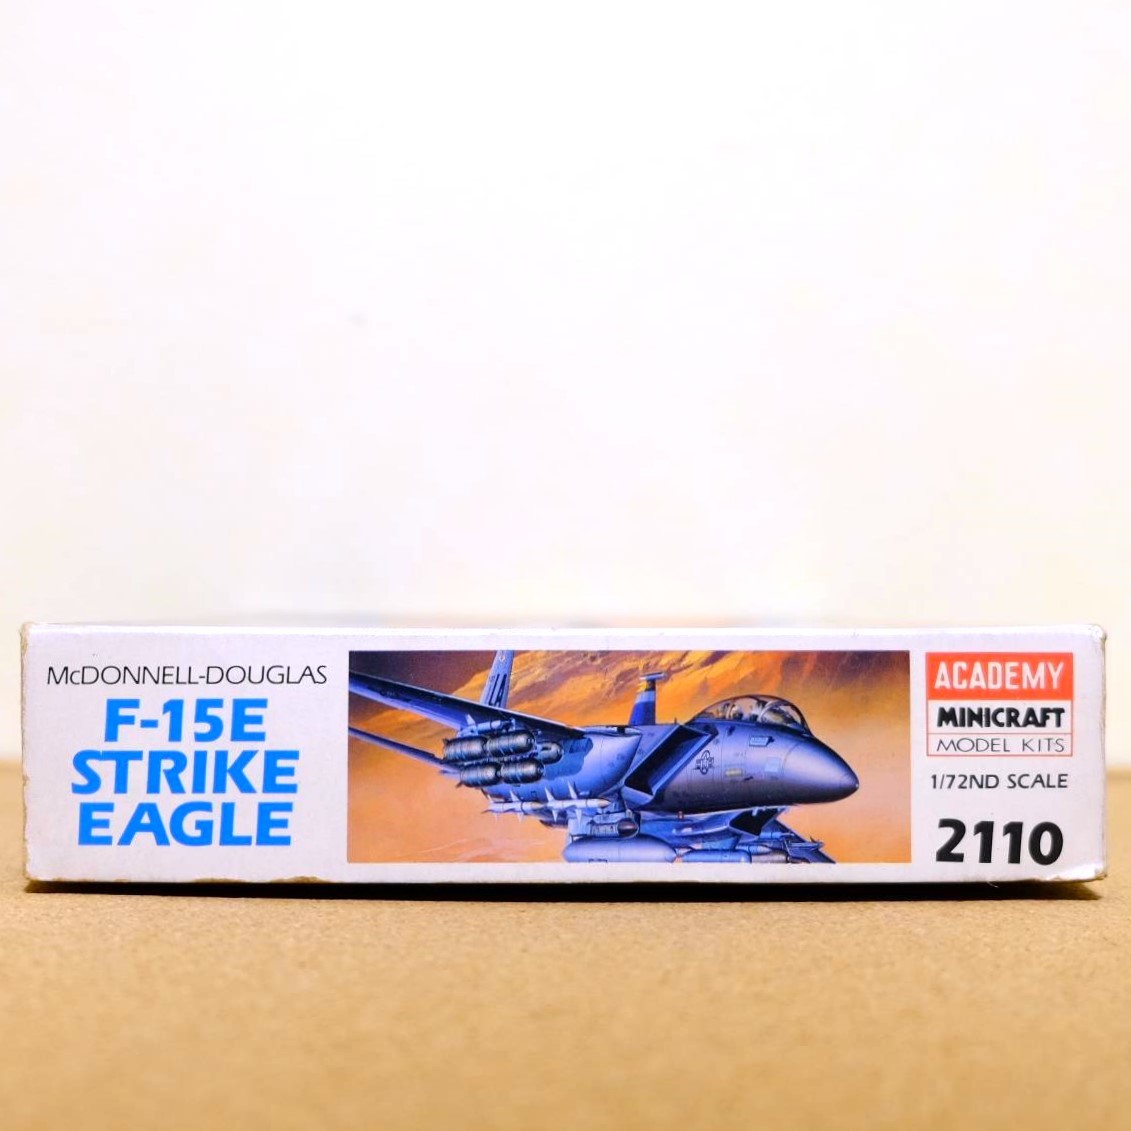 McDONNELL-DOUGLAS
F-15E
STRIKE
EAGLE
LA
ACADEMY
MINICRAFT
MODEL KITS
1/72ND SCALE
2110